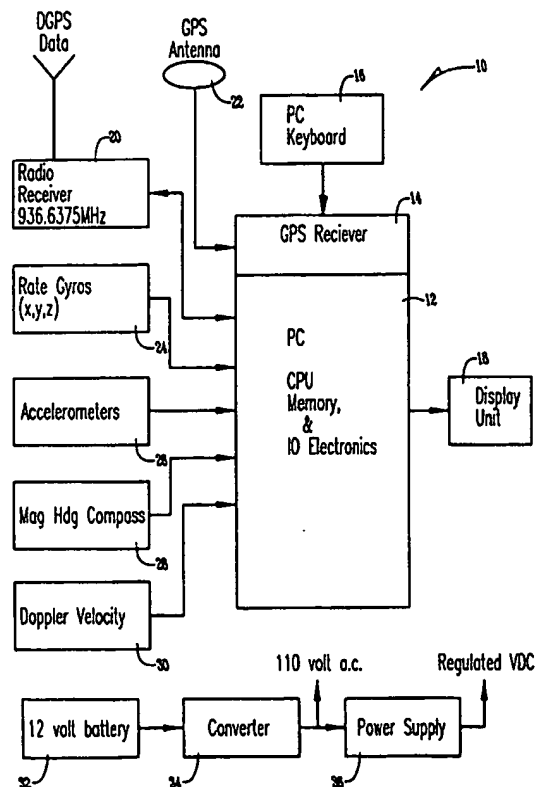 DGPS
Data
GPS
Antenna
22
16
PC
Keyboard
10
20
Radio
Receiver
936.6375MHz
14
GPS Reciever
12
Rate Gyros
(x,y,z)
24
PC
CPU
Memory,
&
IO Electronics
18
Display
Unit
Accelerometers
26
Mag Hdg Compass
28
Doppler Velocity
30
110 volt a.c.
Regulated VDC
12 volt battery
32
Converter
34
Power Supply
36